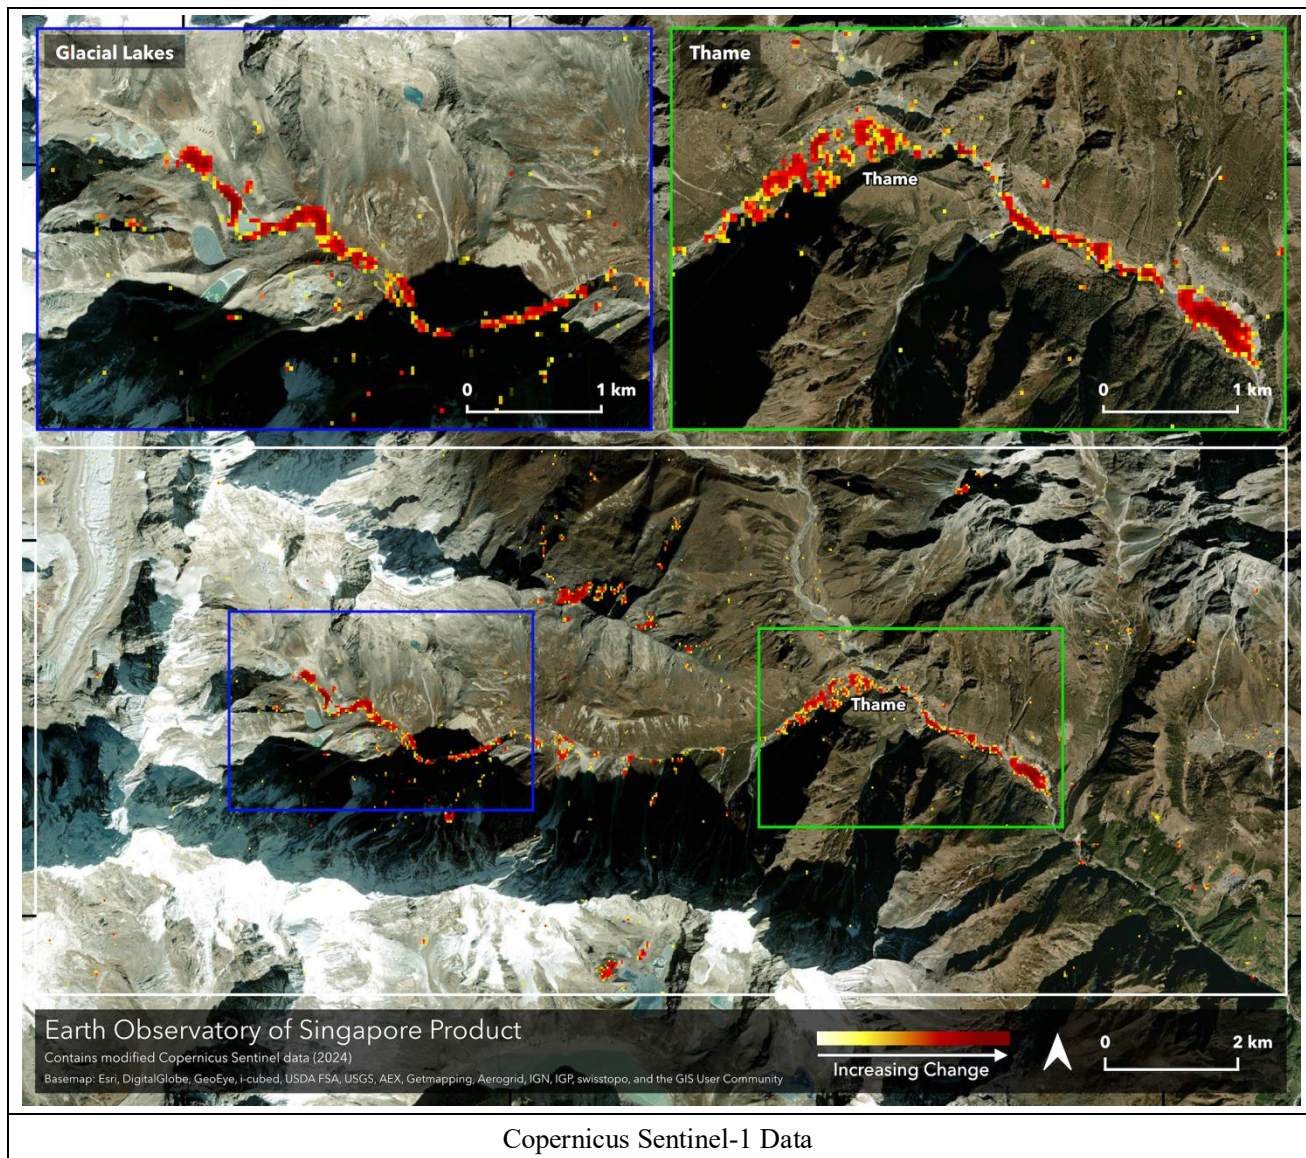 Glacial Lakes
0 1 km
Thame
Thame
0 1 km
Thame
Earth Observatory of Singapore Product
Contains modified Copernicus Sentinel data (2024)
Basemap: Esri, DigitalGlobe, GeoEye, i-cubed, USDA FSA, USGS, AEX, Getmapping, Aerogrid, IGN, IGP, swisstopo, and the GIS User Community
Increasing Change
0 2 km
Copernicus Sentinel-1 Data